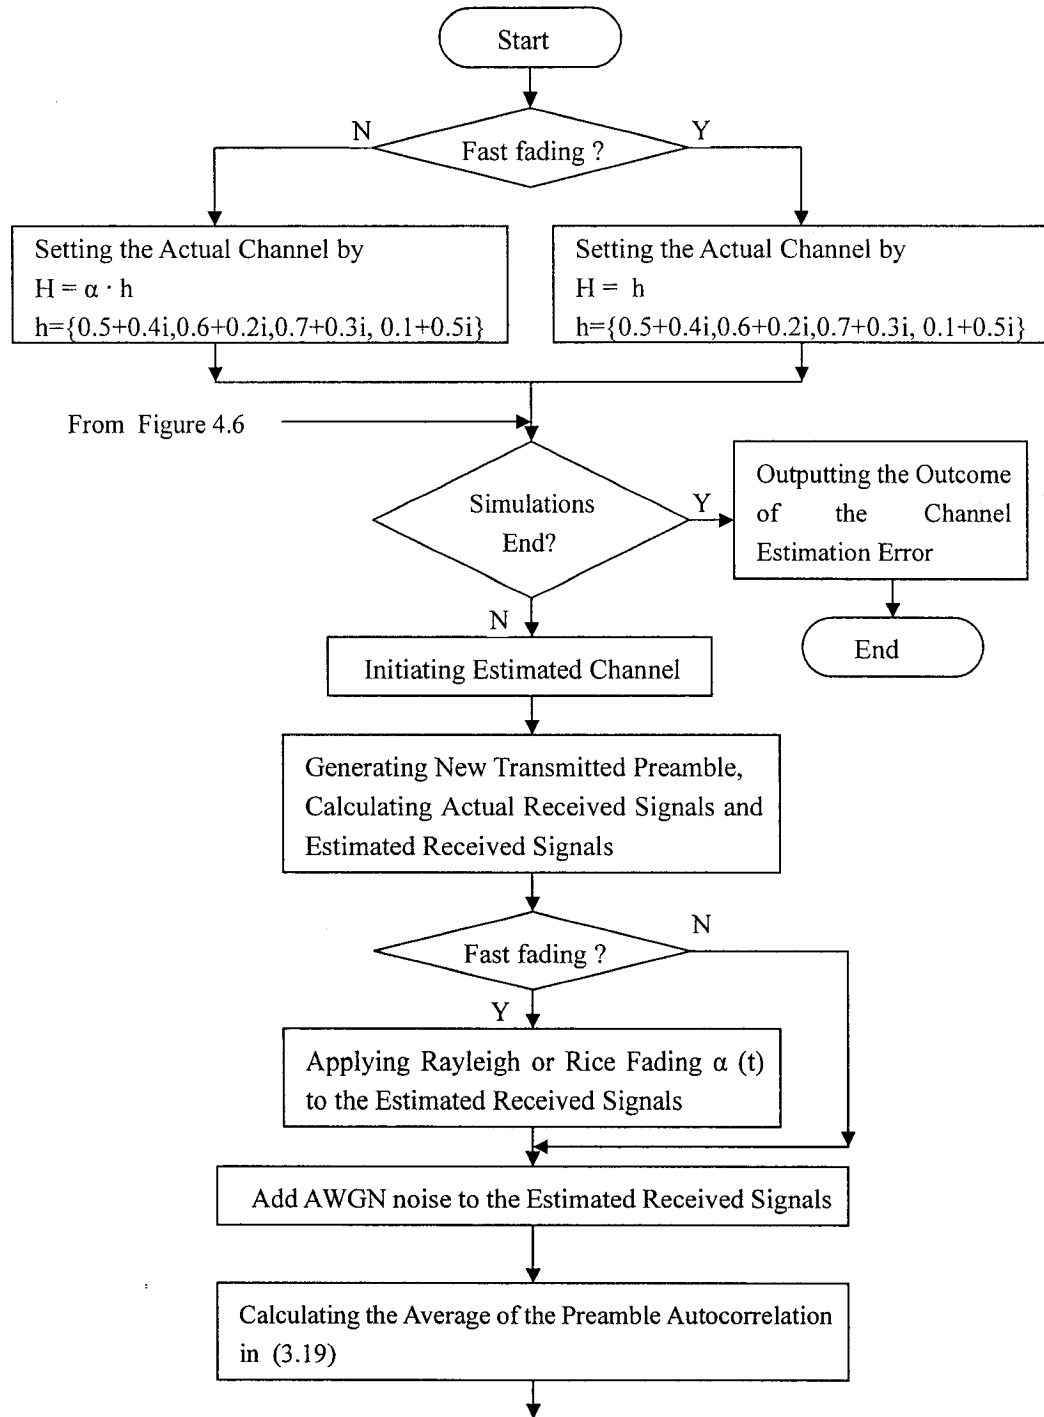 Start
N
Y
Fast fading ?
Setting the Actual Channel by
H = α · h
h={0.5+0.4i,0.6+0.2i,0.7+0.3i, 0.1+0.5i}
Setting the Actual Channel by
H = h
h={0.5+0.4i,0.6+0.2i,0.7+0.3i, 0.1+0.5i}
From Figure 4.6
Simulations
End?
Y
Outputting the Outcome
of the Channel
Estimation Error
N
End
Initiating Estimated Channel
Generating New Transmitted Preamble,
Calculating Actual Received Signals and
Estimated Received Signals
N
Fast fading ?
Y
Applying Rayleigh or Rice Fading α (t)
to the Estimated Received Signals
Add AWGN noise to the Estimated Received Signals
Calculating the Average of the Preamble Autocorrelation
in (3.19)